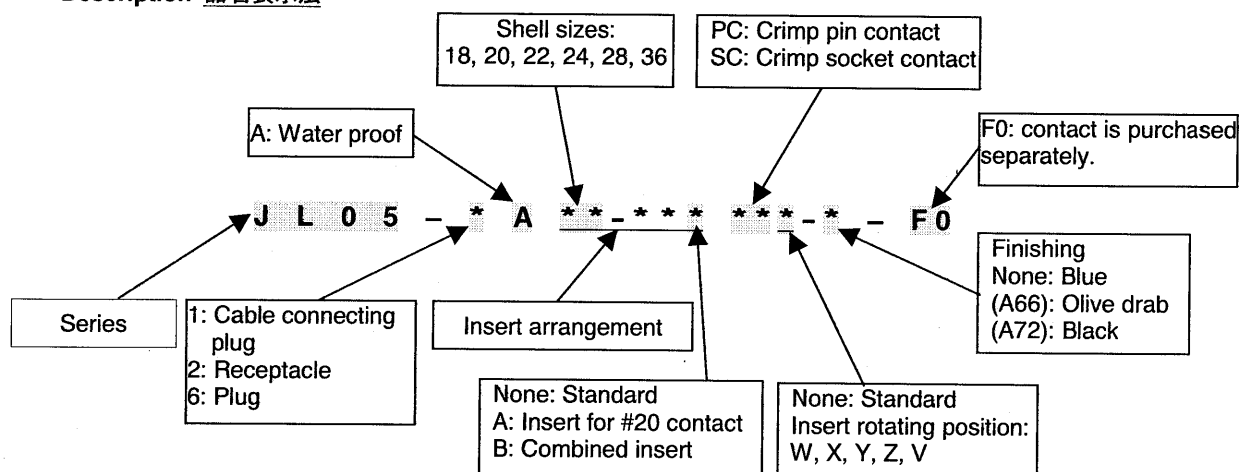 Shell sizes:
18, 20, 22, 24, 28, 36
PC: Crimp pin contact
SC: Crimp socket contact
A: Water proof
F0: contact is purchased
separately.
J L 0 5 – * A * * - * * * * * * - * – F0
Series
1: Cable connecting
plug
2: Receptacle
6: Plug
Insert arrangement
Finishing
None: Blue
(A66): Olive drab
(A72): Black
None: Standard
A: Insert for #20 contact
B: Combined insert
None: Standard
Insert rotating position:
W, X, Y, Z, V